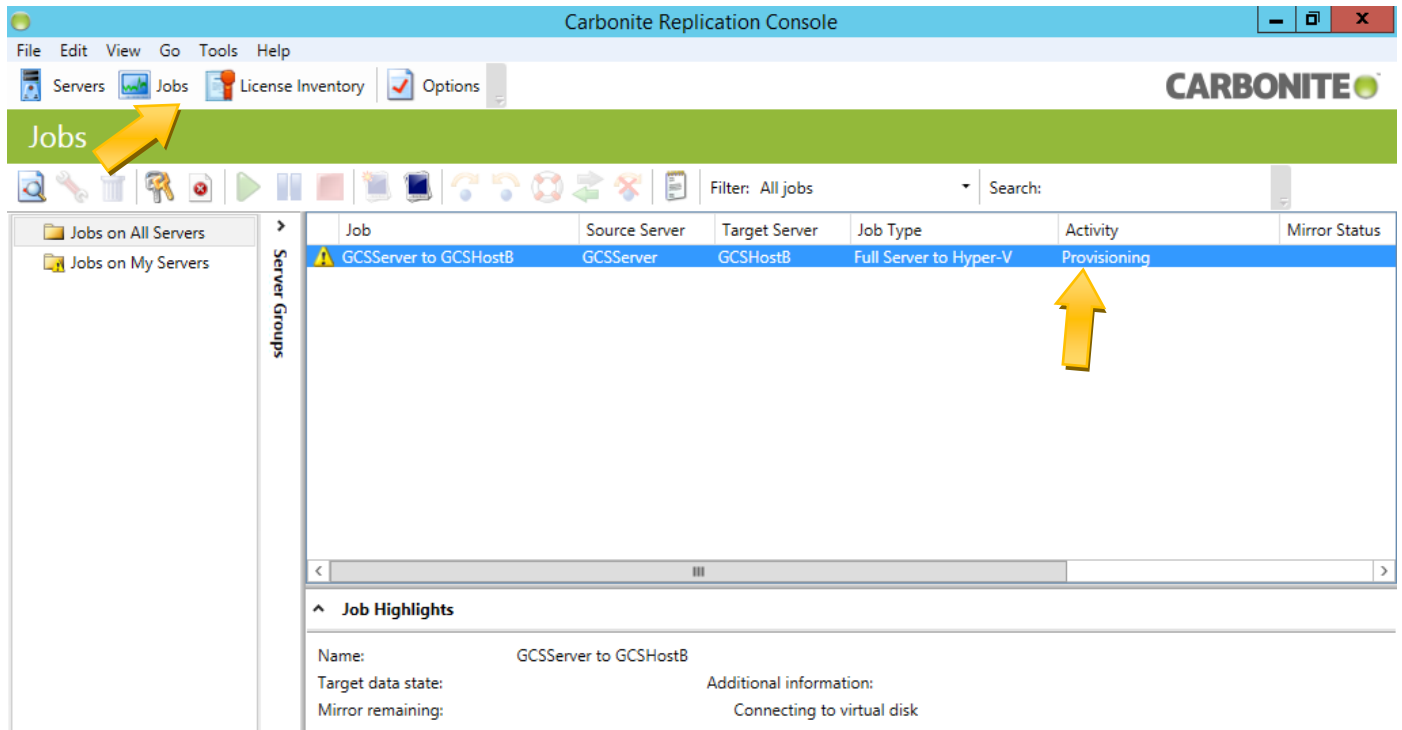 Carbonite Replication Console
File Edit View Go Tools Help
Servers Jobs License Inventory Options
CARBONITE
Jobs
Filter: All jobs Search:
Jobs on All Servers
Jobs on My Servers
Server Groups
Job Source Server Target Server Job Type Activity Mirror Status
GCSServer to GCSHostB GCSServer GCSHostB Full Server to Hyper-V Provisioning
Job Highlights
Name: GCSServer to GCSHostB
Target data state: Additional information:
Mirror remaining: Connecting to virtual disk